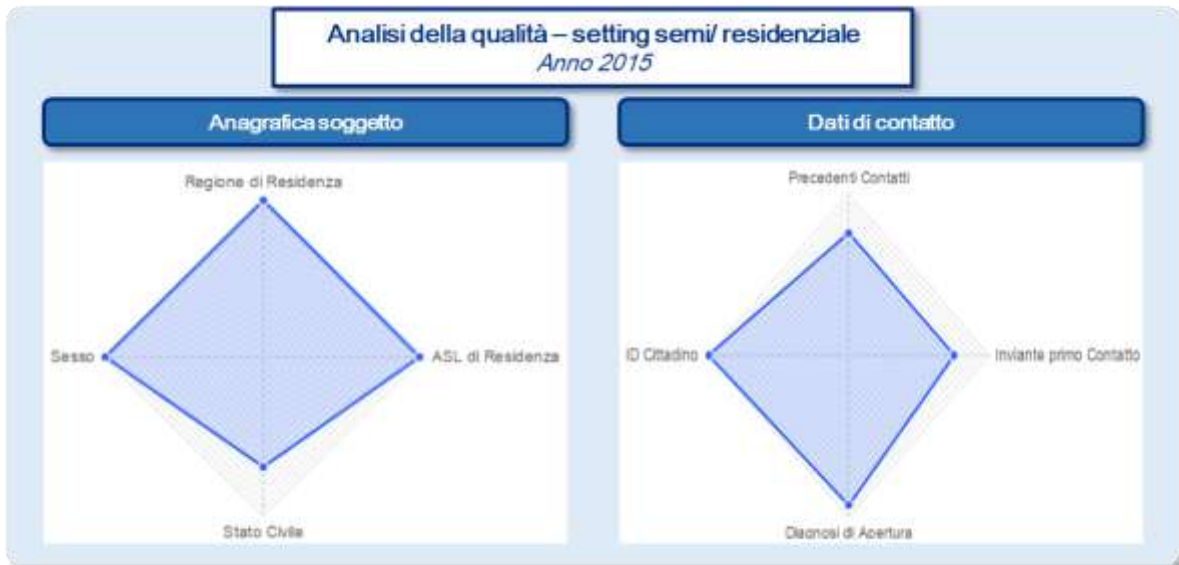 Analisi della qualità – setting semi/ residenziale
Anno 2015
Anagrafica soggetto
Dati di contatto
Regione di Residenza
Sesso
ASL di Residenza
Stato Civile
Precedenti Contatti
ID Cittadino
Inviante primo Contatto
Diagnosi di Apertura